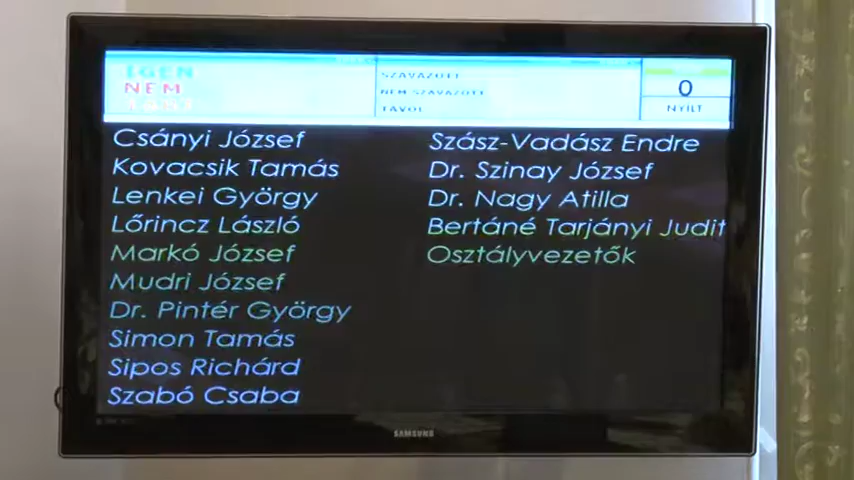 IGEN
NEM
SZAVAZOTT
NEM SZAVAZOTT
TÁVOL
0
NYÍLT
Csányi József
Kovacsik Tamás
Lenkei György
Lőrincz László
Markó József
Mudri József
Dr. Pintér György
Simon Tamás
Sipos Richárd
Szabó Csaba
Szász-Vadász Endre
Dr. Szinay József
Dr. Nagy Atilla
Bertáné Tarjányi Judit
Osztályvezetők
SAMSUNG